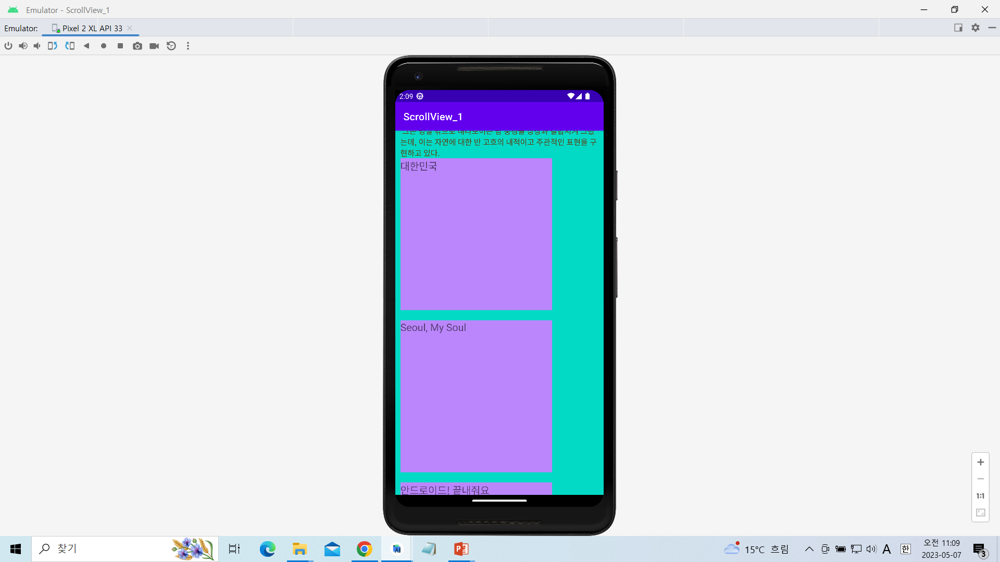 Emulator - ScrollView_1
Emulator:
Pixel 2 XL API 33
2:09
ScrollView_1
는데, 이는 자연에 대한 반 고흐의 내적이고 주관적인 표현을 구
현하고 있다.
대한민국
Seoul, My Soul
안드로이드! 끝내줘요
1:1
찾기
15°C 흐림
A
한
오전 11:09
2023-05-07
3